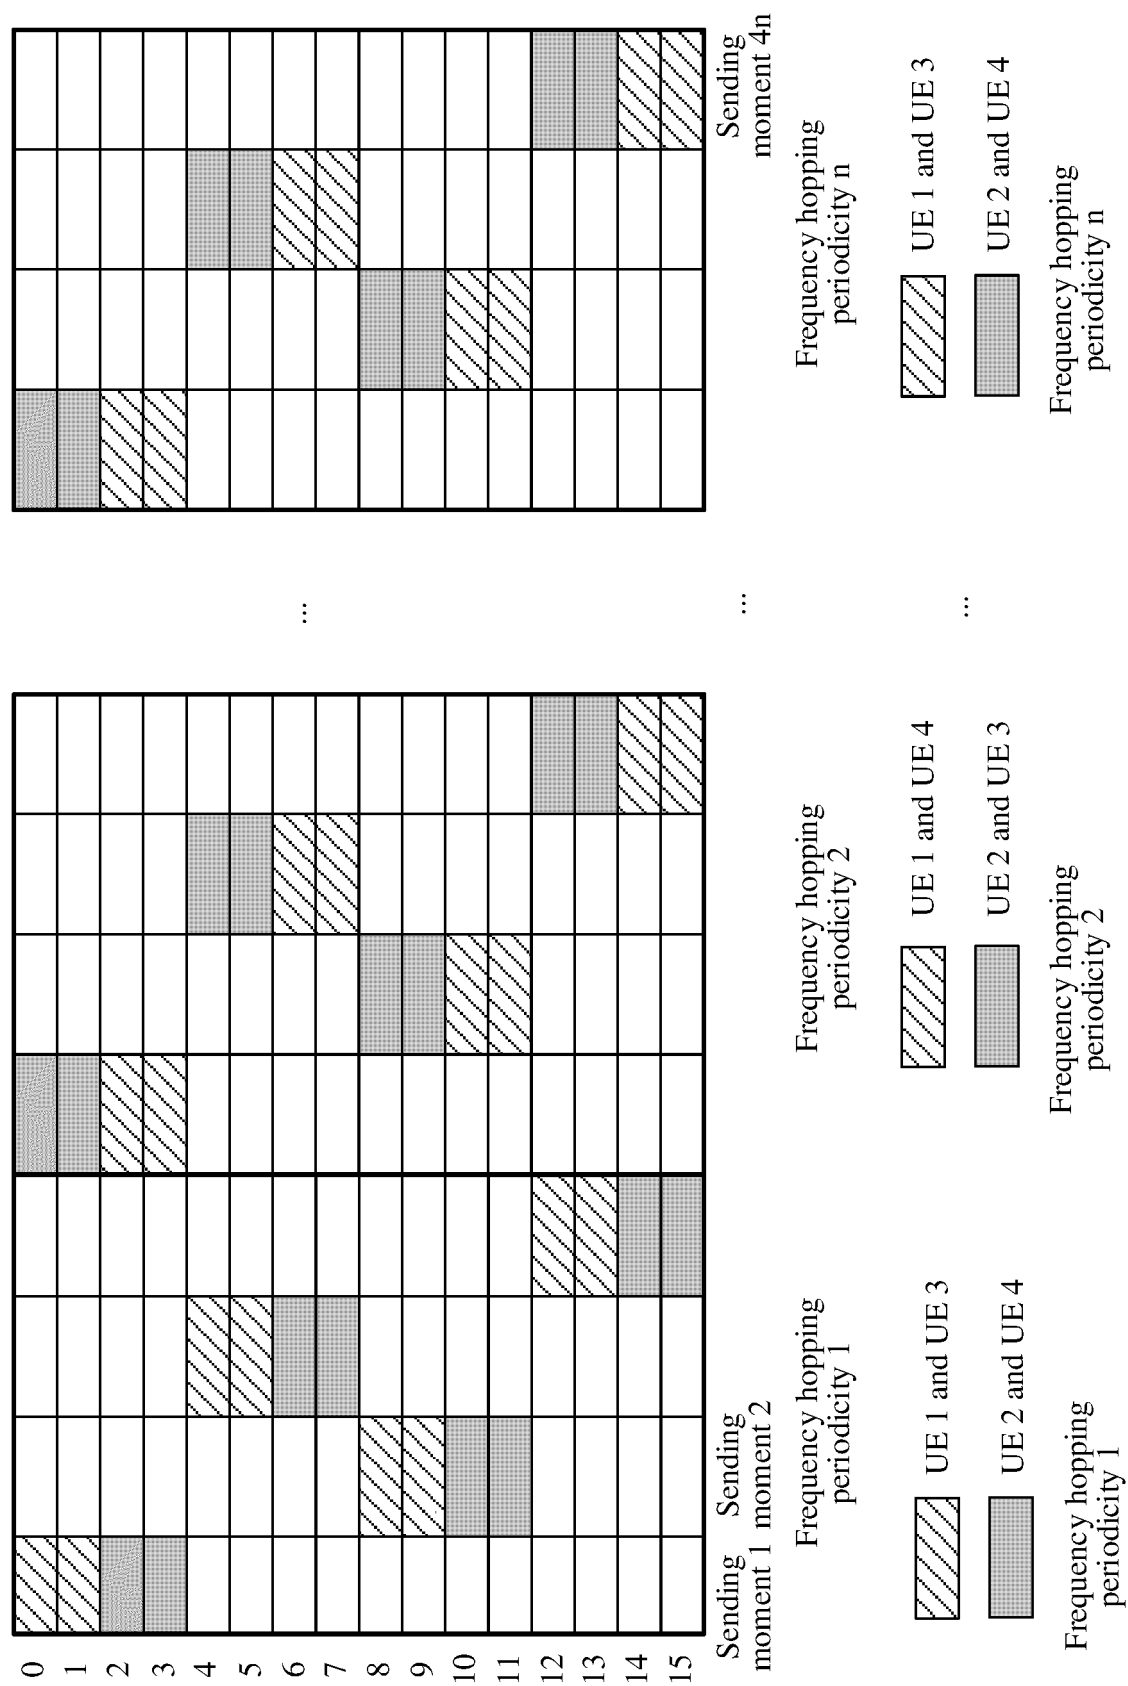 0
1
2
3
4
5
6
7
8
9
10
11
12
13
14
15
...
Sending
moment 1
Sending
moment 2
...
Sending
moment 4n
Frequency hopping
periodicity 1
Frequency hopping
periodicity 2
Frequency hopping
periodicity n
...
UE 1 and UE 3
UE 2 and UE 4
Frequency hopping
periodicity 1
UE 1 and UE 4
UE 2 and UE 3
Frequency hopping
periodicity 2
UE 1 and UE 3
UE 2 and UE 4
Frequency hopping
periodicity n